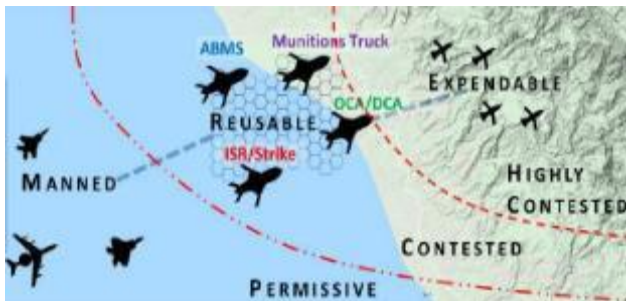 ABMS
Munitions Truck
EXPENDABLE
OCA/DCA
REUSABLE
ISR/Strike
MANNED
HIGHLY
CONTESTED
CONTESTED
PERMISSIVE